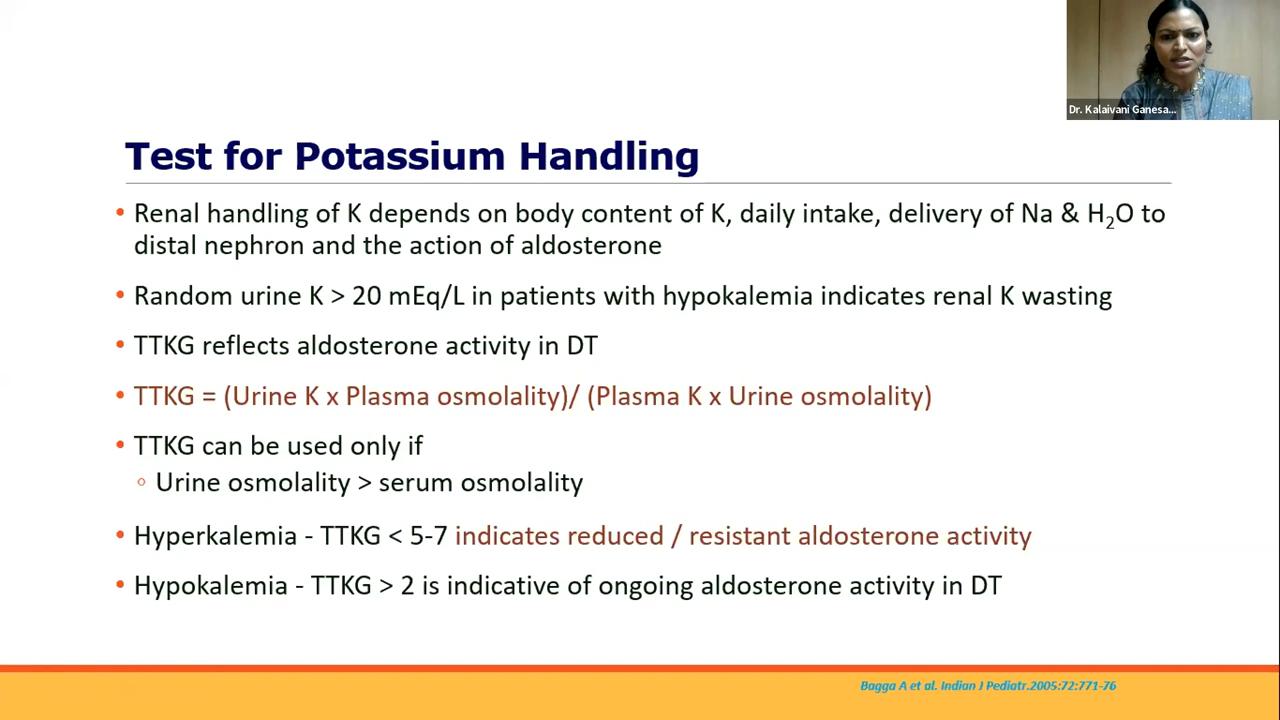 Dr. Kalaivani Ganesa...
Test for Potassium Handling
• Renal handling of K depends on body content of K, daily intake, delivery of Na & H₂O to
distal nephron and the action of aldosterone
• Random urine K > 20 mEq/L in patients with hypokalemia indicates renal K wasting
• TTKG reflects aldosterone activity in DT
• TTKG = (Urine K x Plasma osmolality)/ (Plasma K x Urine osmolality)
• TTKG can be used only if
◦ Urine osmolality > serum osmolality
• Hyperkalemia - TTKG < 5-7 indicates reduced / resistant aldosterone activity
• Hypokalemia - TTKG > 2 is indicative of ongoing aldosterone activity in DT
Bagga A et al. Indian J Pediatr.2005:72:771-76